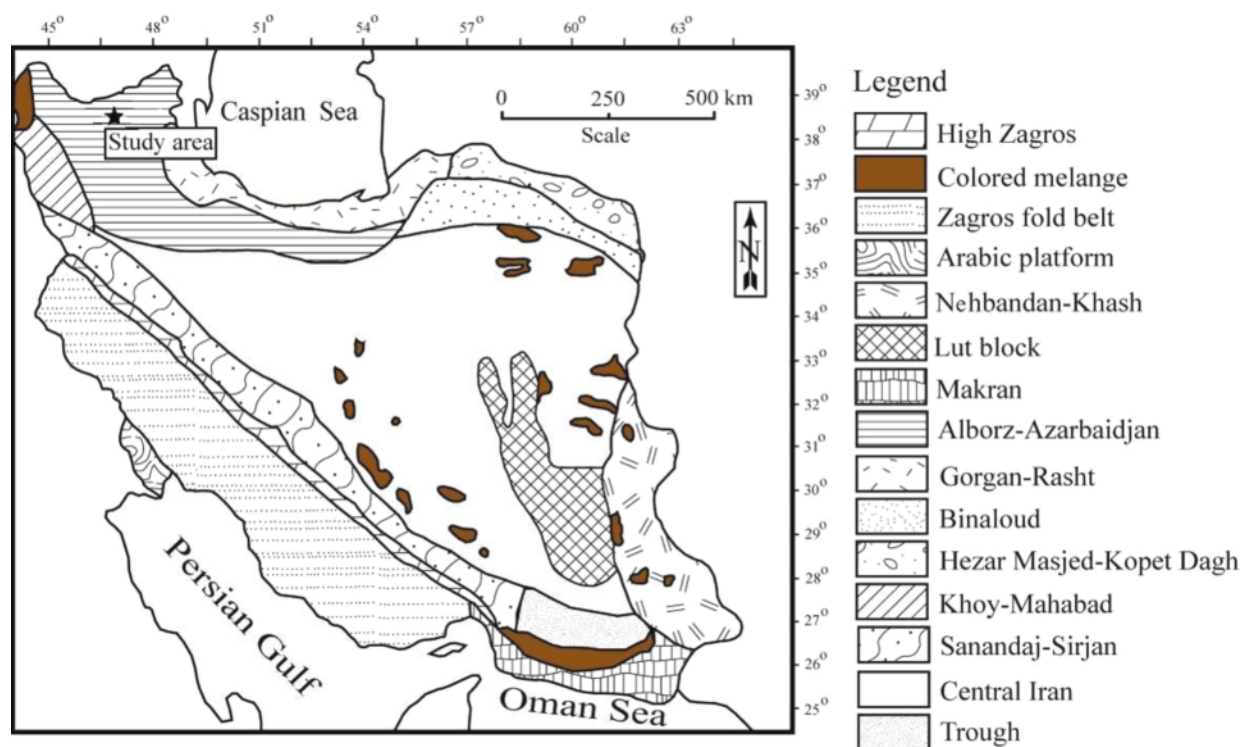 45° 48° 51° 54° 57° 60° 63°
39°
38°
37°
36°
35°
34°
33°
32°
31°
30°
29°
28°
27°
26°
25°
Caspian Sea
0 250 500 km
Scale
Study area
N
Persian Gulf
Oman Sea
Legend
High Zagros
Colored melange
Zagros fold belt
Arabic platform
Nehbandan-Khash
Lut block
Makran
Alborz-Azarbaidjan
Gorgan-Rasht
Binaloud
Hezar Masjed-Kopet Dagh
Khoy-Mahabad
Sanandaj-Sirjan
Central Iran
Trough